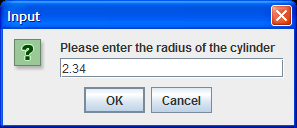 Input
?
Please enter the radius of the cylinder
2.34
OK Cancel